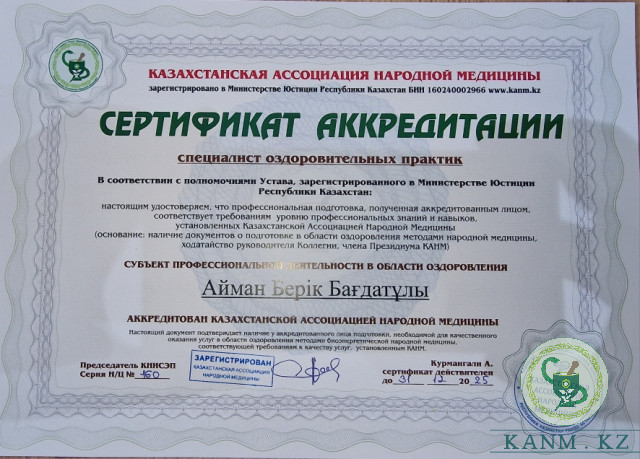 КАЗАХСТАНСКАЯ АССОЦИАЦИЯ НАРОДНОЙ МЕДИЦИНЫ
зарегистрировано в Министерстве Юстиции Республики Казахстан БИН 160240002966 www.kanm.kz
СЕРТИФИКАТ АККРЕДИТАЦИИ
специалист оздоровительных практик
В соответствии с полномочиями Устава, зарегистрированного в Министерстве Юстиции
Республики Казахстан:
настоящим удостоверяем, что профессиональная подготовка, полученная аккредитованным лицом,
соответствует требованиям уровню профессиональных знаний и навыков,
установленных Казахстанской Ассоциацией Народной Медицины
(основание: наличие документов о подготовке в области оздоровления методами народной медицины,
ходатайство руководителя Коллегии, члена Президиума КАНМ)
СУБЪЕКТ ПРОФЕССИОНАЛЬНОЙ ДЕЯТЕЛЬНОСТИ В ОБЛАСТИ ОЗДОРОВЛЕНИЯ
Айман Берік Бағдатұлы
АККРЕДИТОВАН КАЗАХСТАНСКОЙ АССОЦИАЦИЕЙ НАРОДНОЙ МЕДИЦИНЫ
Настоящий документ подтверждает наличие у аккредитованного лица подготовки, необходимой для качественного
оказания услуг в области оздоровления методами биоэнергетической народной медицины,
соответствующей требованиям к качеству услуг, установленным КАНМ.
ЗАРЕГИСТРИРОВАН
КАЗАХСТАНСКАЯ АССОЦИАЦИЯ
НАРОДНОЙ МЕДИЦИНЫ
Председатель КНИСЭП
Курмангали А.
Серия Н/Ц № 160
сертификат действителен
до 31 12 2025
KANM.KZ